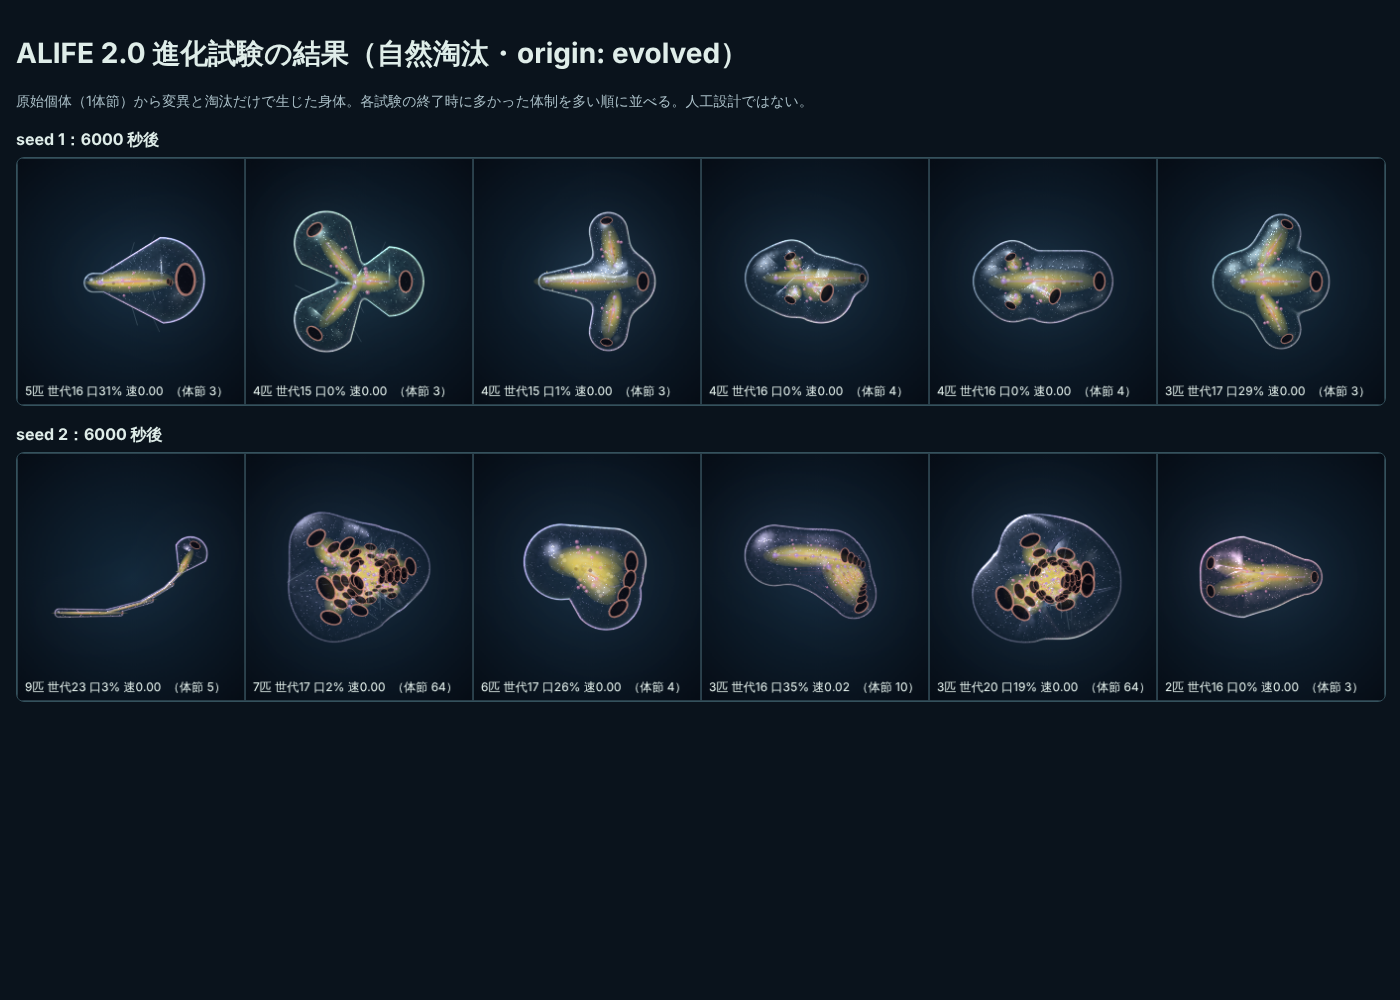 ALIFE 2.0 進化試験の結果（自然淘汰・origin: evolved）
原始個体（1体節）から変異と淘汰だけで生じた身体。各試験の終了時に多かった体制を多い順に並べる。人工設計ではない。
seed 1：6000 秒後
5匹 世代16 口31% 速0.00 （体節 3）
4匹 世代15 口0% 速0.00 （体節 3）
4匹 世代15 口1% 速0.00 （体節 3）
4匹 世代16 口0% 速0.00 （体節 4）
4匹 世代16 口0% 速0.00 （体節 4）
3匹 世代17 口29% 速0.00 （体節 3）
seed 2：6000 秒後
9匹 世代23 口3% 速0.00 （体節 5）
7匹 世代17 口2% 速0.00 （体節 64）
6匹 世代17 口26% 速0.00 （体節 4）
3匹 世代16 口35% 速0.02 （体節 10）
3匹 世代20 口19% 速0.00 （体節 64）
2匹 世代16 口0% 速0.00 （体節 3）